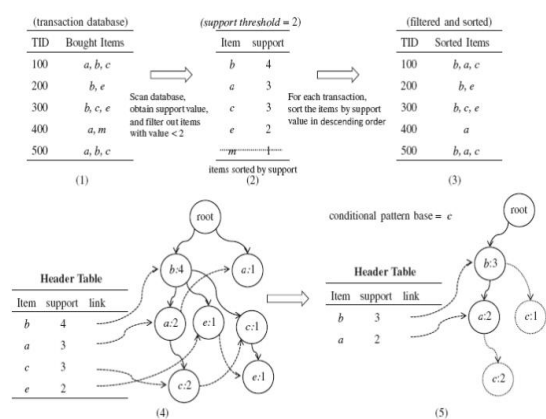 (transaction database)
TID Bought Items
100 a, b, c
200 b, e
300 b, c, e
400 a, m
500 a, b, c
(1)
Scan database,
obtain support value,
and filter out items
with value < 2
(support threshold = 2)
Item support
b 4
a 3
c 3
e 2
m 1
items sorted by support
(2)
For each transaction,
sort the items by support
value in descending order
(filtered and sorted)
TID Sorted Items
100 b, a, c
200 b, e
300 b, c, e
400 a
500 b, a, c
(3)
Header Table
Item support link
b 4
a 3
c 3
e 2
root
b:4
a:1
a:2
e:1
c:1
c:2
e:1
(4)
conditional pattern base = c
Header Table
Item support link
b 3
a 2
root
b:3
a:2
c:1
c:2
(5)